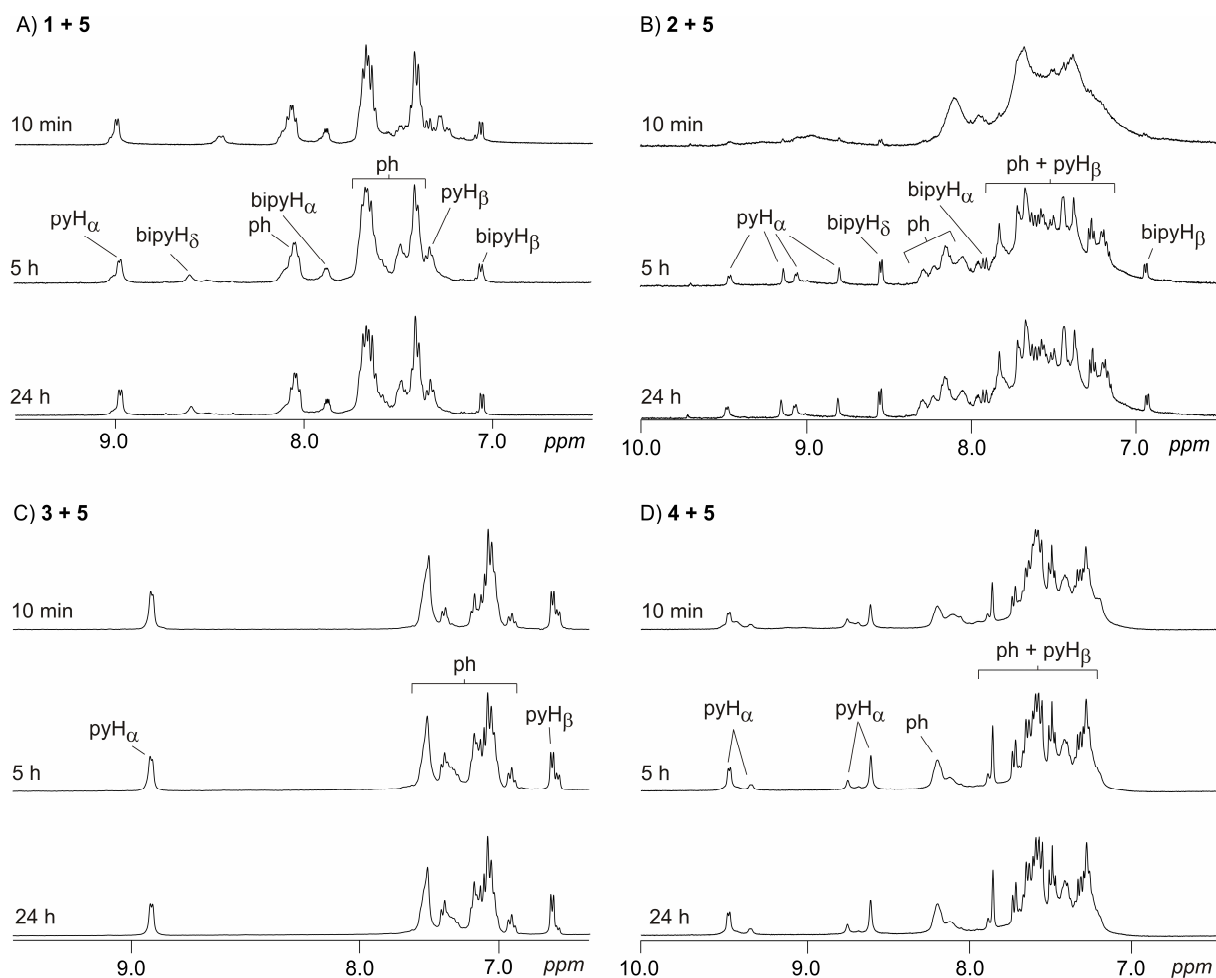 A) 1 + 5
10 min
ph
pyHα
bipyHδ
bipyHα
ph
pyHβ
bipyHβ
5 h
24 h
9.0 8.0 7.0 ppm
B) 2 + 5
10 min
ph + pyHβ
bipyHα
pyHα
bipyHδ
ph
bipyHβ
5 h
24 h
10.0 9.0 8.0 7.0 ppm
C) 3 + 5
10 min
ph
pyHα
pyHβ
5 h
24 h
9.0 8.0 7.0 ppm
D) 4 + 5
10 min
ph + pyHβ
pyHα
pyHα
ph
5 h
24 h
10.0 9.0 8.0 7.0 ppm